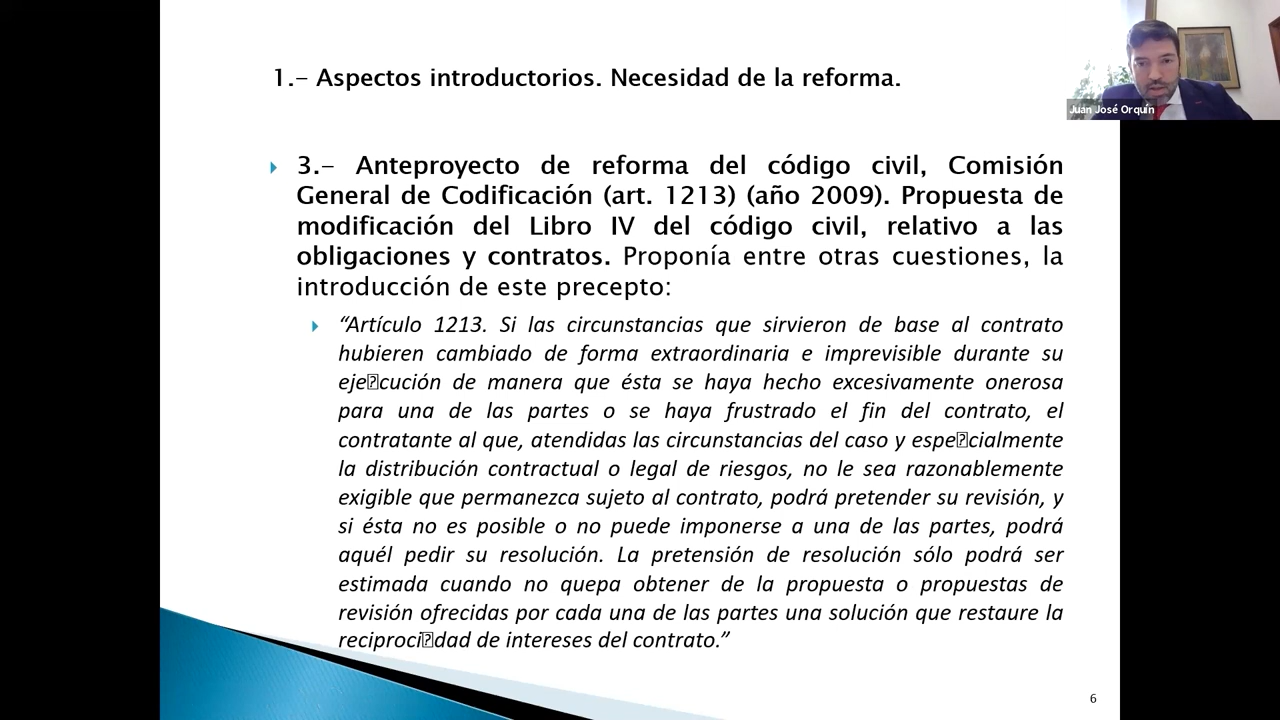 1.– Aspectos introductorios. Necesidad de la reforma.
Juan José Orquín
3.– Anteproyecto de reforma del código civil, Comisión
General de Codificación (art. 1213) (año 2009). Propuesta de
modificación del Libro IV del código civil, relativo a las
obligaciones y contratos. Proponía entre otras cuestiones, la
introducción de este precepto:
“Artículo 1213. Si las circunstancias que sirvieron de base al contrato
hubieren cambiado de forma extraordinaria e imprevisible durante su
eje⍰cución de manera que ésta se haya hecho excesivamente onerosa
para una de las partes o se haya frustrado el fin del contrato, el
contratante al que, atendidas las circunstancias del caso y espe⍰cialmente
la distribución contractual o legal de riesgos, no le sea razonablemente
exigible que permanezca sujeto al contrato, podrá pretender su revisión, y
si ésta no es posible o no puede imponerse a una de las partes, podrá
aquél pedir su resolución. La pretensión de resolución sólo podrá ser
estimada cuando no quepa obtener de la propuesta o propuestas de
revisión ofrecidas por cada una de las partes una solución que restaure la
reciproci⍰dad de intereses del contrato.”
6